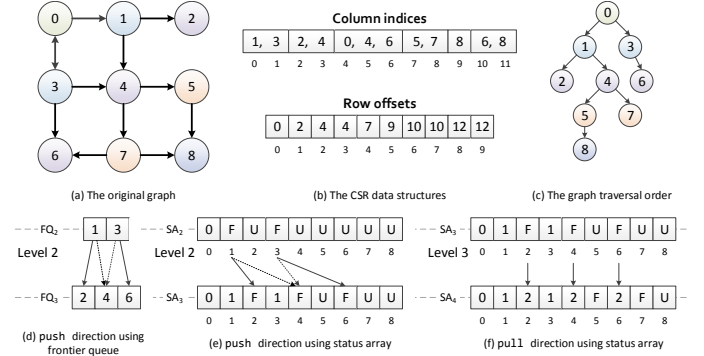 0 1 2
3 4 5
6 7 8
(a) The original graph
Column indices
1, 3 2, 4 0, 4, 6 5, 7 8 6, 8
0 1 2 3 4 5 6 7 8 9 10 11
Row offsets
0 2 4 4 7 9 10 10 12 12
0 1 2 3 4 5 6 7 8 9
(b) The CSR data structures
0
1 3
2 4 6
5 7
8
(c) The graph traversal order
FQ2 1 3
Level 2
FQ3 2 4 6
(d) push direction using
frontier queue
SA2 0 F U F U U U U U
Level 2 0 1 2 3 4 5 6 7 8
SA3 0 1 F 1 F U F U U
0 1 2 3 4 5 6 7 8
(e) push direction using status array
SA3 0 1 F 1 F U F U U
Level 3 0 1 2 3 4 5 6 7 8
SA4 0 1 2 1 2 F 2 F U
0 1 2 3 4 5 6 7 8
(f) pull direction using status array